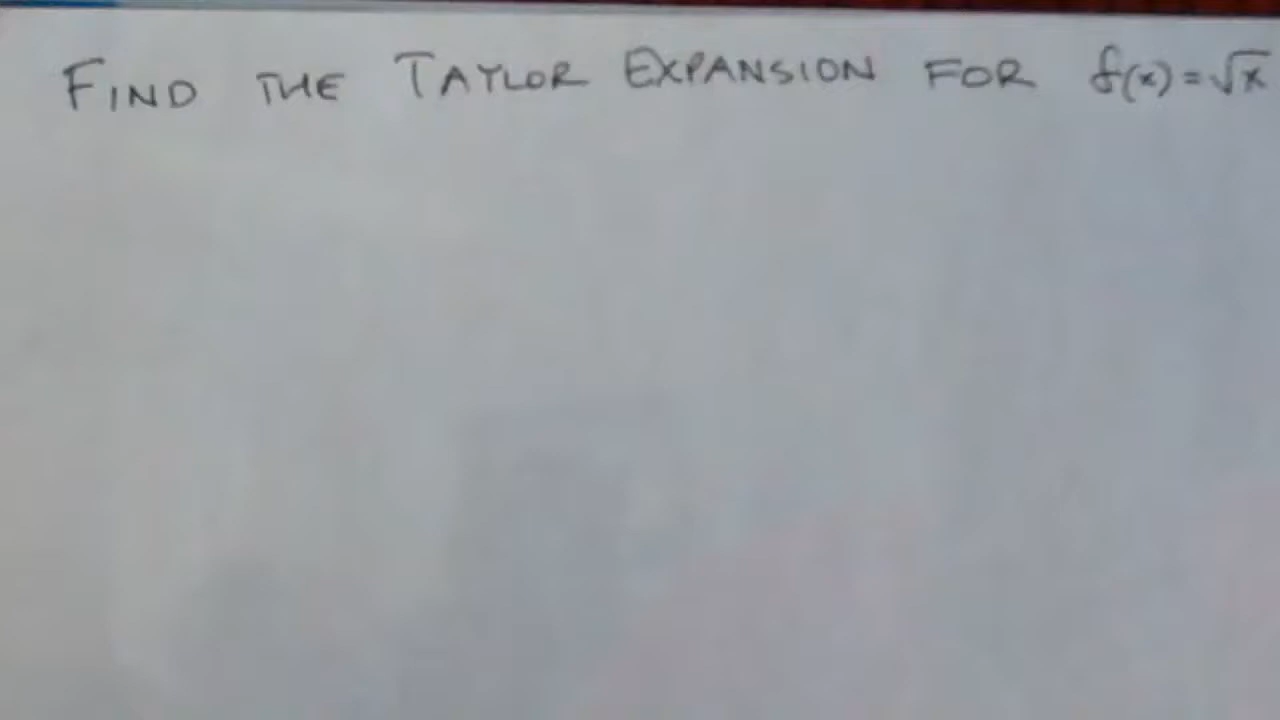 FIND THE TAYLOR EXPANSION FOR f(x)=√x